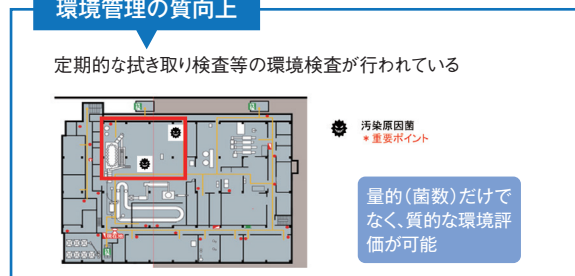 環境管理の質向上
定期的な拭き取り検査等の環境検査が行われている
汚染原因菌
＊重要ポイント
量的（菌数）だけで
なく、質的な環境評
価が可能